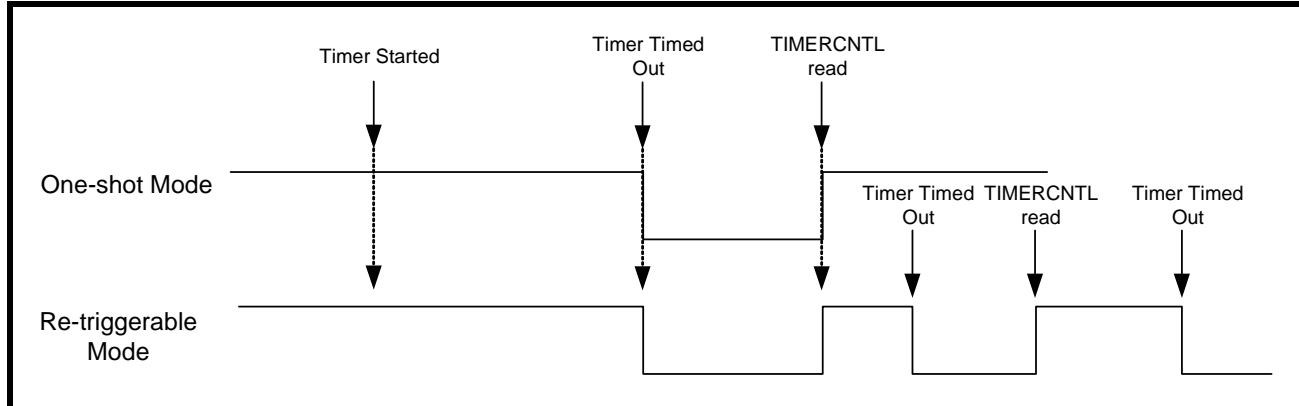 Timer Started
Timer Timed
Out
TIMERCNTL
read
One-shot Mode
Timer Timed
Out
TIMERCNTL
read
Timer Timed
Out
Re-triggerable
Mode